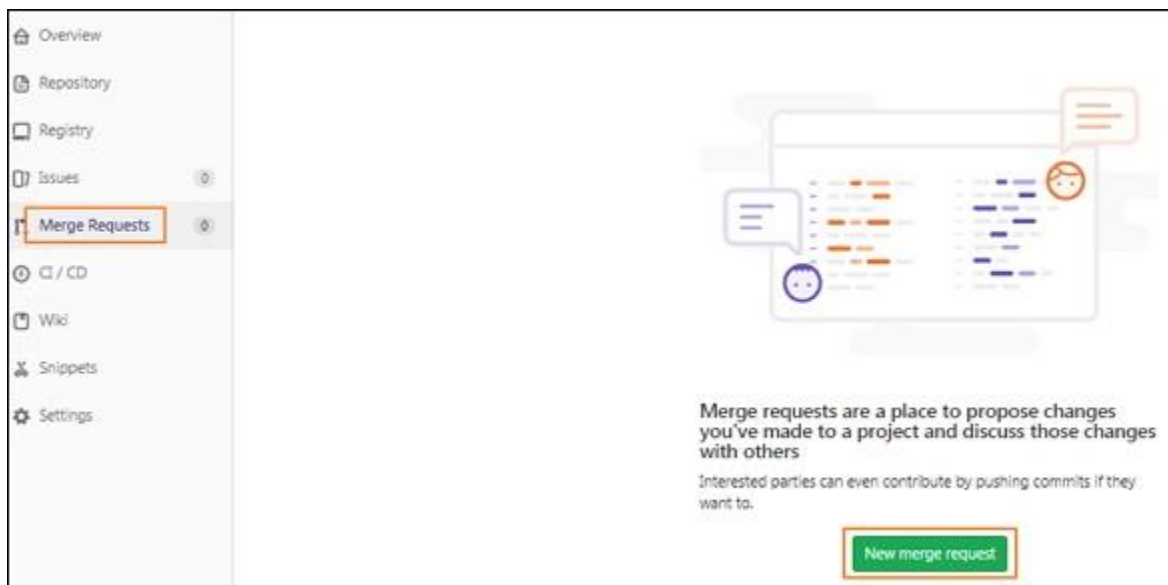 Overview
Repository
Registry
Issues 0
Merge Requests 0
CI / CD
Wiki
Snippets
Settings
Merge requests are a place to propose changes
you've made to a project and discuss those changes
with others
Interested parties can even contribute by pushing commits if they
want to.
New merge request